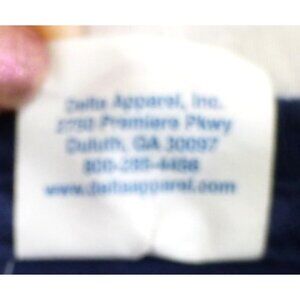 Delta Apparel, Inc.
2750 Premiere Pkwy
Duluth, GA 30097
800-285-4456
www.deltaapparel.com